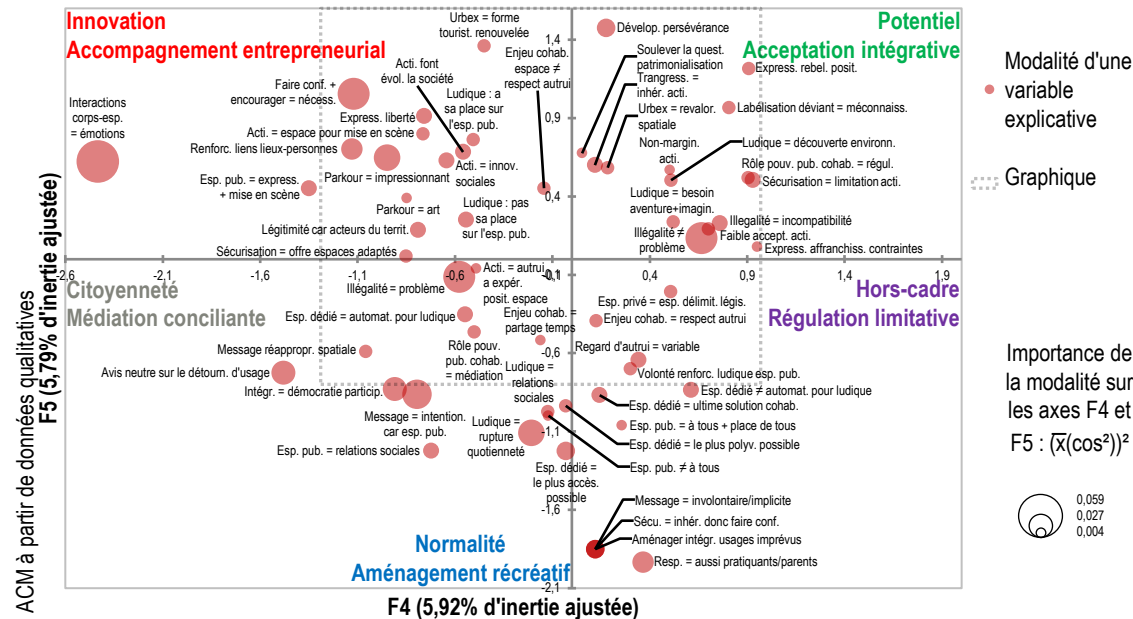 Innovation
Accompagnement entrepreneurial
Potentiel
Acceptation intégrative
Citoyenneté
Médiation conciliante
Hors-cadre
Régulation limitative
Normalité
Aménagement récréatif
Urbex = forme
tourist. renouvelée
Acti. font
évol. la société
Faire conf. +
encourager = nécess.
Interactions
corps-esp.
= émotions
Ludique : a
sa place sur
l'esp. pub.
Express. liberté
Acti. = espace pour mise en scène
Renforc. liens lieux-personnes
Acti. = innov.
sociales
Parkour = impressionnant
Esp. pub. = express.
+ mise en scène
Parkour = art
Ludique : pas
sa place
sur l'esp. pub.
Légitimité car acteurs du territ.
Sécurisation = offre espaces adaptés
Enjeu cohab.
espace ≠
respect autrui
Dévelop. persévérance
Soulever la quest.
patrimonialisation
Trangress. =
inhér. acti.
Urbex = revalor.
spatiale
Non-margin.
acti.
Express. rebel. posit.
Labélisation déviant = méconnaiss.
Ludique = découverte environn.
Rôle pouv. pub. cohab. = régul.
Sécurisation = limitation acti.
Ludique = besoin
aventure+imagin.
Illegalité = incompatibilité
Illégalité ≠
problème
Faible accept. acti.
Express. affranchiss. contraintes
Illégalité = problème
Acti. = autrui
a expér.
posit. espace
Esp. dédié = automat. pour ludique
Enjeu cohab.
partage temps
Rôle pouv.
pub. cohab.
= médiation
Message réappropr. spatiale
Avis neutre sur le détourn. d'usage
Intégr. = démocratie particip.
Message = intention.
car esp. pub.
Esp. pub. = relations sociales
Ludique =
relations
sociales
Ludique =
rupture
quotienneté
Esp. dédié =
le plus accès.
possible
Esp. privé = esp. délimit. légis.
Enjeu cohab. = respect autrui
Regard d'autrui = variable
Volonté renforc. ludique esp. pub.
Esp. dédié ≠ automat. pour ludique
Esp. dédié = ultime solution cohab.
Esp. pub. = à tous + place de tous
Esp. dédié = le plus polyv. possible
Esp. pub. ≠ à tous
Message = involontaire/implicite
Sécu. = inhér. donc faire conf.
Aménager intégr. usages imprévus
Resp. = aussi pratiquants/parents
1,4
0,9
0,4
-0,1
-0,6
-1,1
-1,6
-2,1
-2,6
-2,1
-1,6
-1,1
-0,6
-0,1
0,4
0,9
1,4
1,9
F4 (5,92% d'inertie ajustée)
F5 (5,79% d'inertie ajustée)
ACM à partir de données qualitatives
Modalité d'une
variable
explicative
Graphique
Importance de
la modalité sur
les axes F4 et
F5 : (x̅(cos²))²
0,059
0,027
0,004